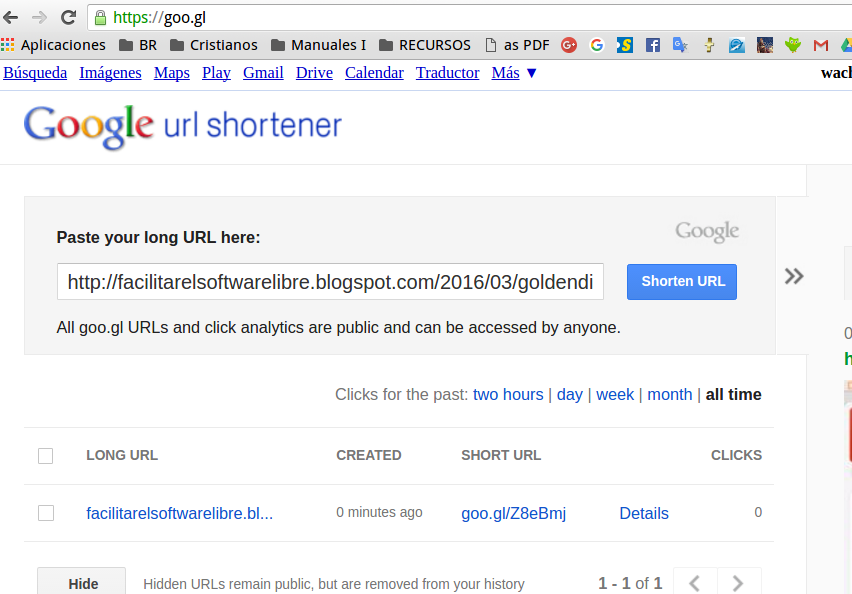 https://goo.gl
Aplicaciones BR Cristianos Manuales I RECURSOS as PDF
Búsqueda Imágenes Maps Play Gmail Drive Calendar Traductor Más ▼
Google url shortener
Google
Paste your long URL here:
http://facilitarelsoftwarelibre.blogspot.com/2016/03/goldendi
Shorten URL
All goo.gl URLs and click analytics are public and can be accessed by anyone.
Clicks for the past: two hours | day | week | month | all time
LONG URL CREATED SHORT URL CLICKS
facilitarelsoftwarelibre.bl... 0 minutes ago goo.gl/Z8eBmj Details 0
Hide Hidden URLs remain public, but are removed from your history 1 - 1 of 1